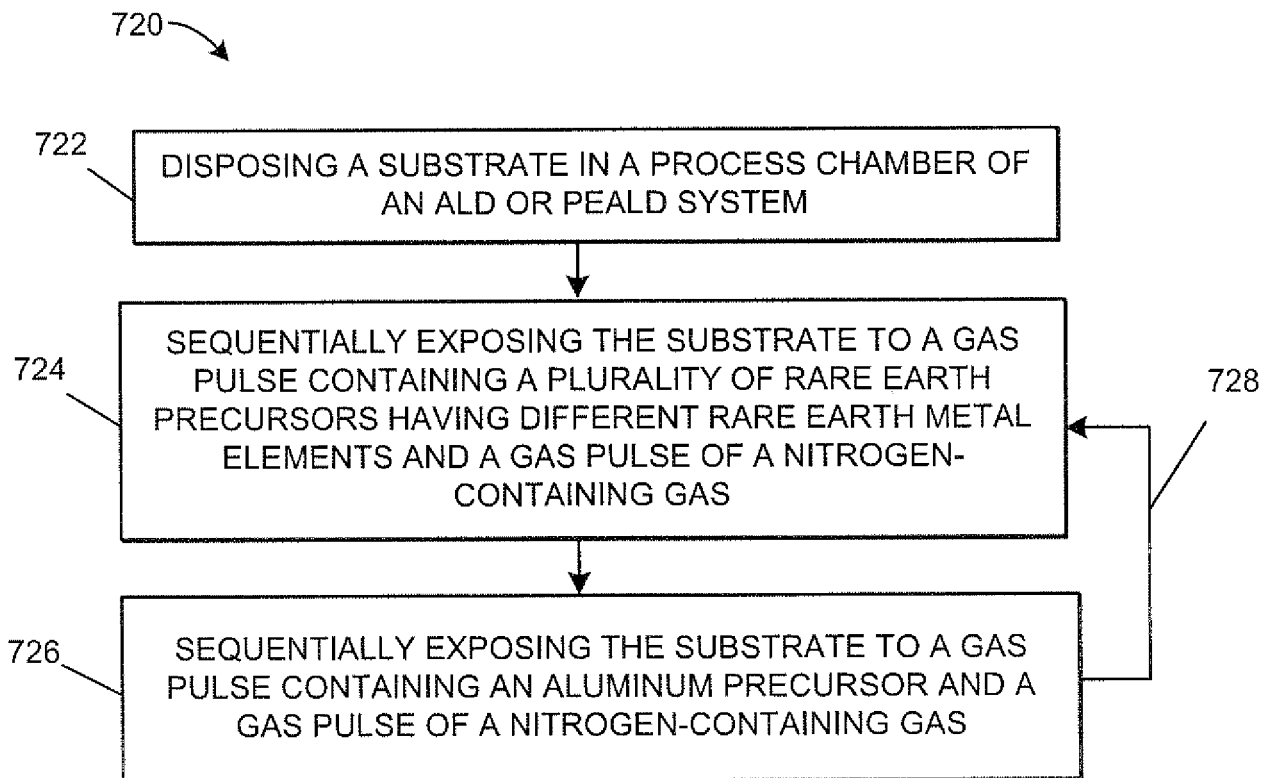 720
722
DISPOSING A SUBSTRATE IN A PROCESS CHAMBER OF
AN ALD OR PEALD SYSTEM
724
SEQUENTIALLY EXPOSING THE SUBSTRATE TO A GAS
PULSE CONTAINING A PLURALITY OF RARE EARTH
PRECURSORS HAVING DIFFERENT RARE EARTH METAL
ELEMENTS AND A GAS PULSE OF A NITROGEN-
CONTAINING GAS
728
726
SEQUENTIALLY EXPOSING THE SUBSTRATE TO A GAS
PULSE CONTAINING AN ALUMINUM PRECURSOR AND A
GAS PULSE OF A NITROGEN-CONTAINING GAS